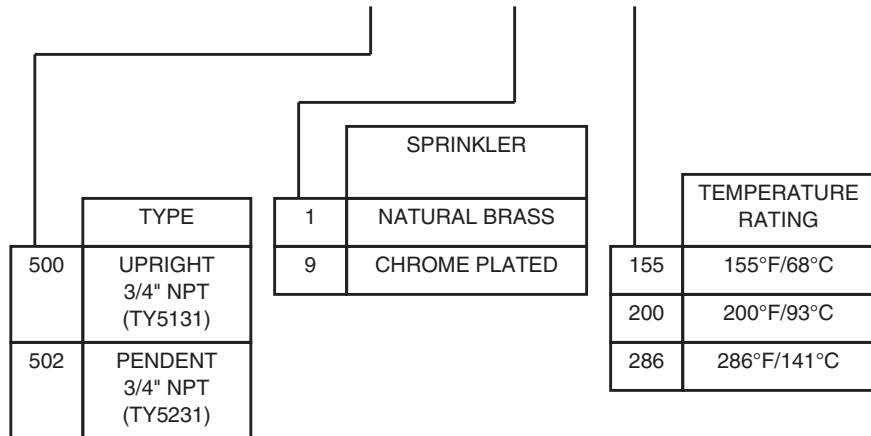 SPRINKLER
1 NATURAL BRASS
9 CHROME PLATED
TYPE
500 UPRIGHT
3/4" NPT
(TY5131)
502 PENDENT
3/4" NPT
(TY5231)
TEMPERATURE
RATING
155 155°F/68°C
200 200°F/93°C
286 286°F/141°C